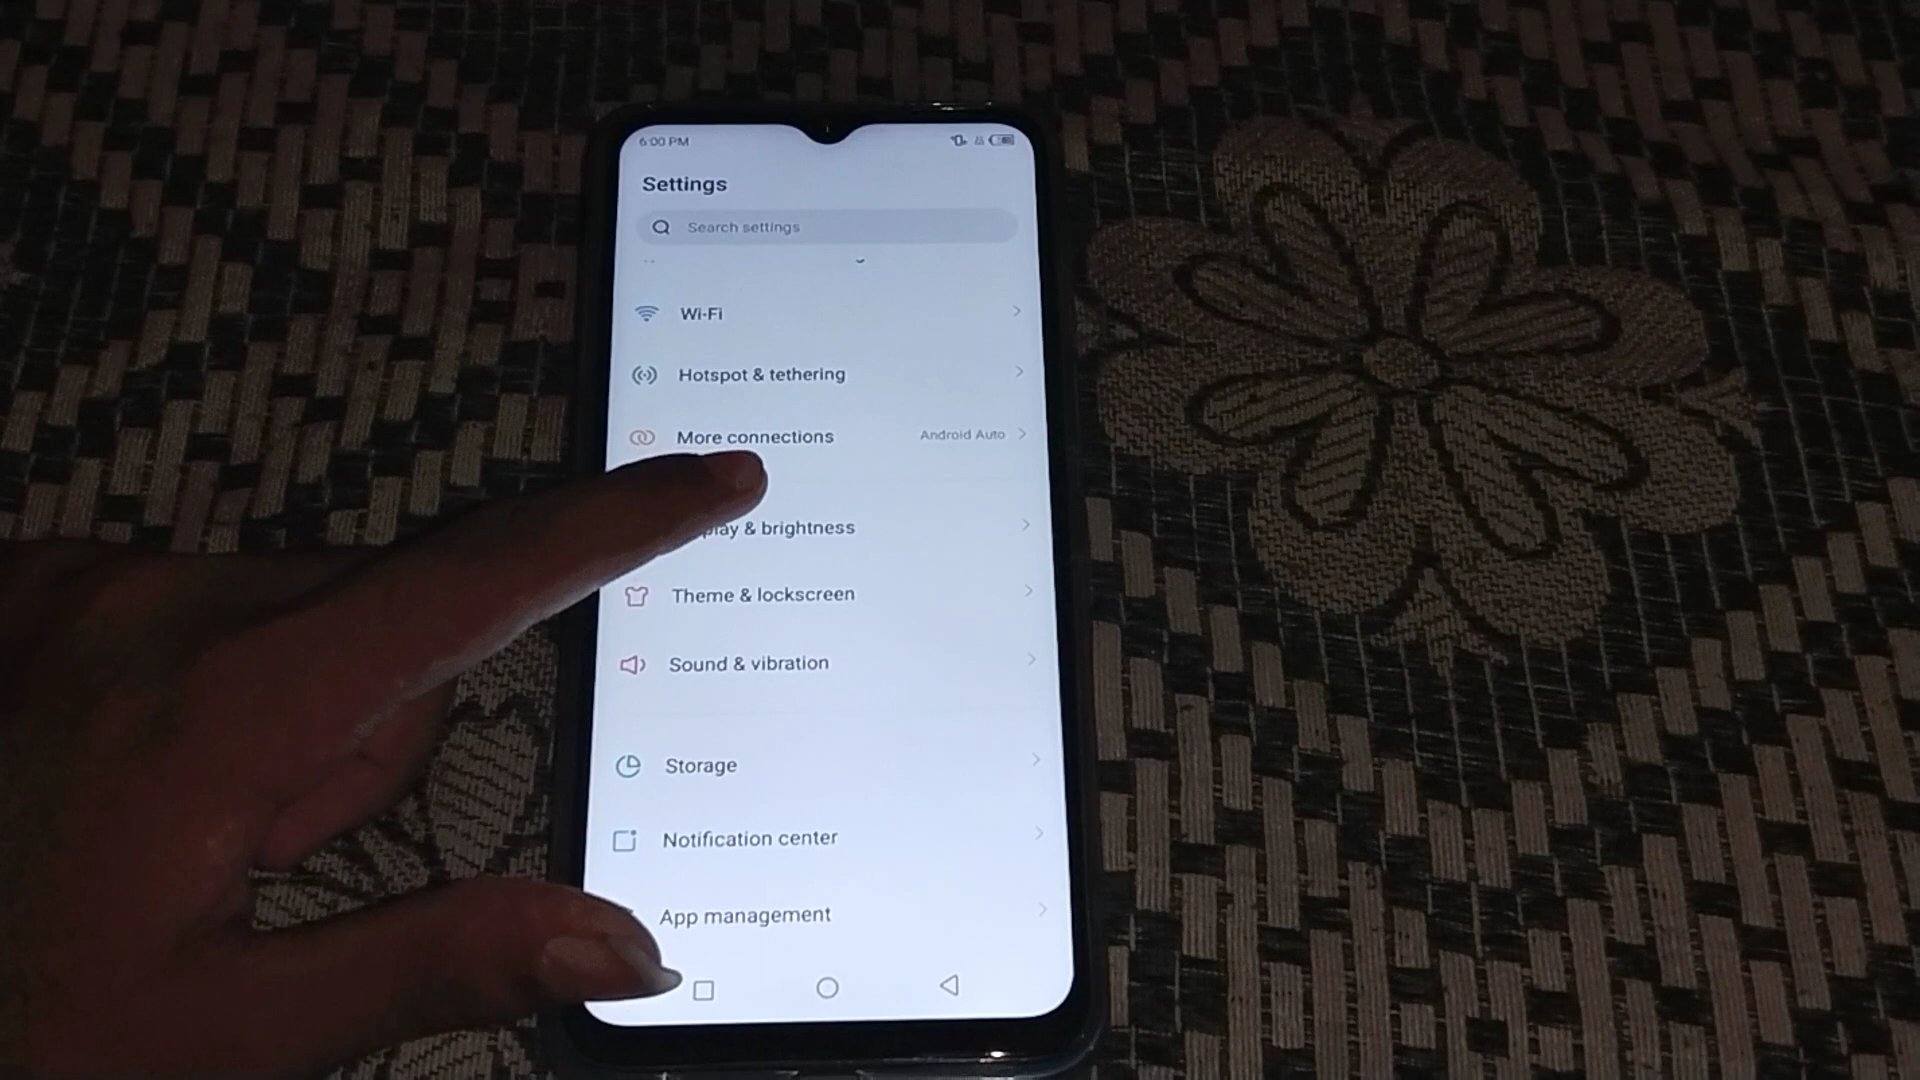 6:00 PM
Settings
Search settings
Wi-Fi
Hotspot & tethering
More connections Android Auto
play & brightness
Theme & lockscreen
Sound & vibration
Storage
Notification center
App management